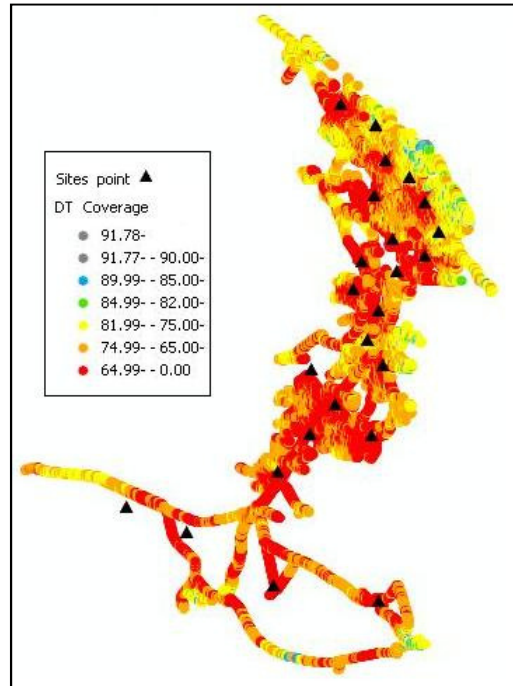 Sites point ▲
DT Coverage
91.78-
91.77- - 90.00-
89.99- - 85.00-
84.99- - 82.00-
81.99- - 75.00-
74.99- - 65.00-
64.99- - 0.00